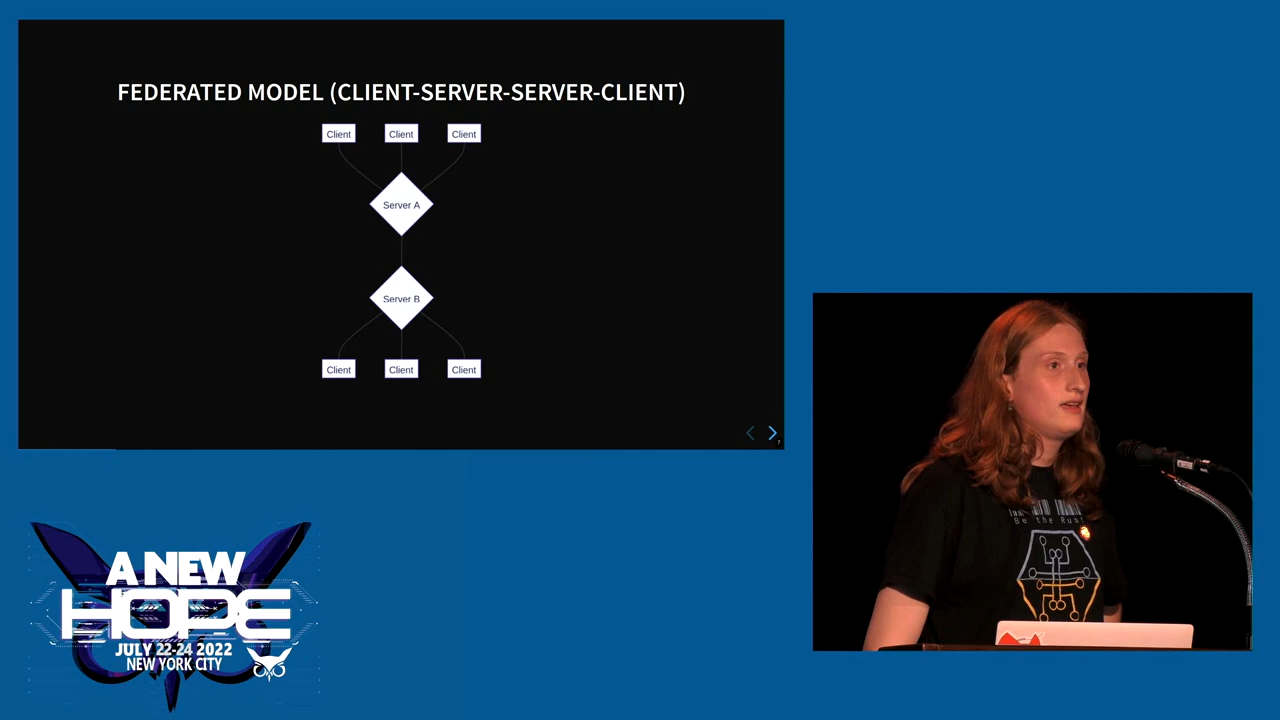 FEDERATED MODEL (CLIENT-SERVER-SERVER-CLIENT)
Client Client Client
Server A
Server B
Client Client Client
7
A NEW
HOPE
JULY 22-24 2022
NEW YORK CITY
Be the Rust